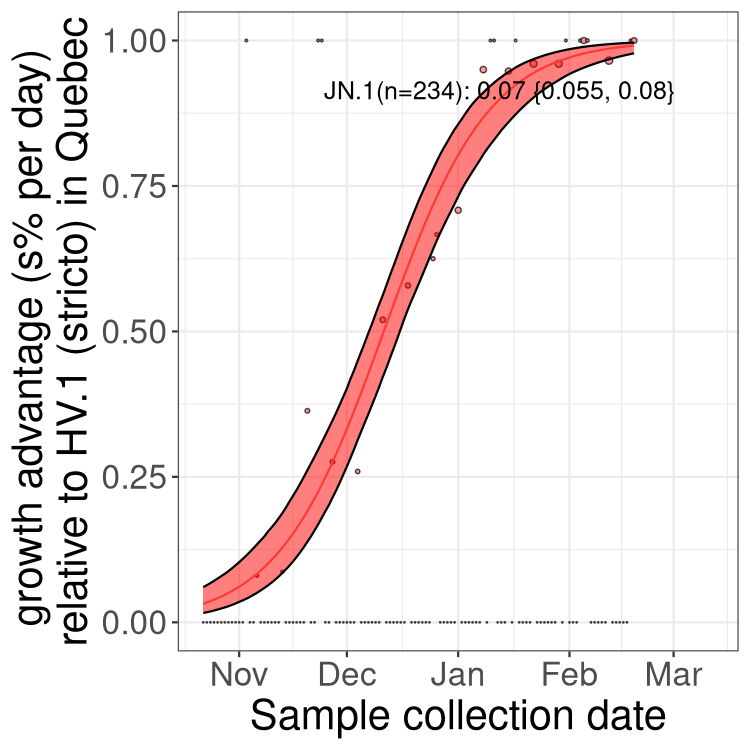 growth advantage (s% per day)
relative to HV.1 (stricto) in Quebec
1.00
0.75
0.50
0.25
0.00
JN.1(n=234): 0.07 {0.055, 0.08}
Nov Dec Jan Feb Mar
Sample collection date